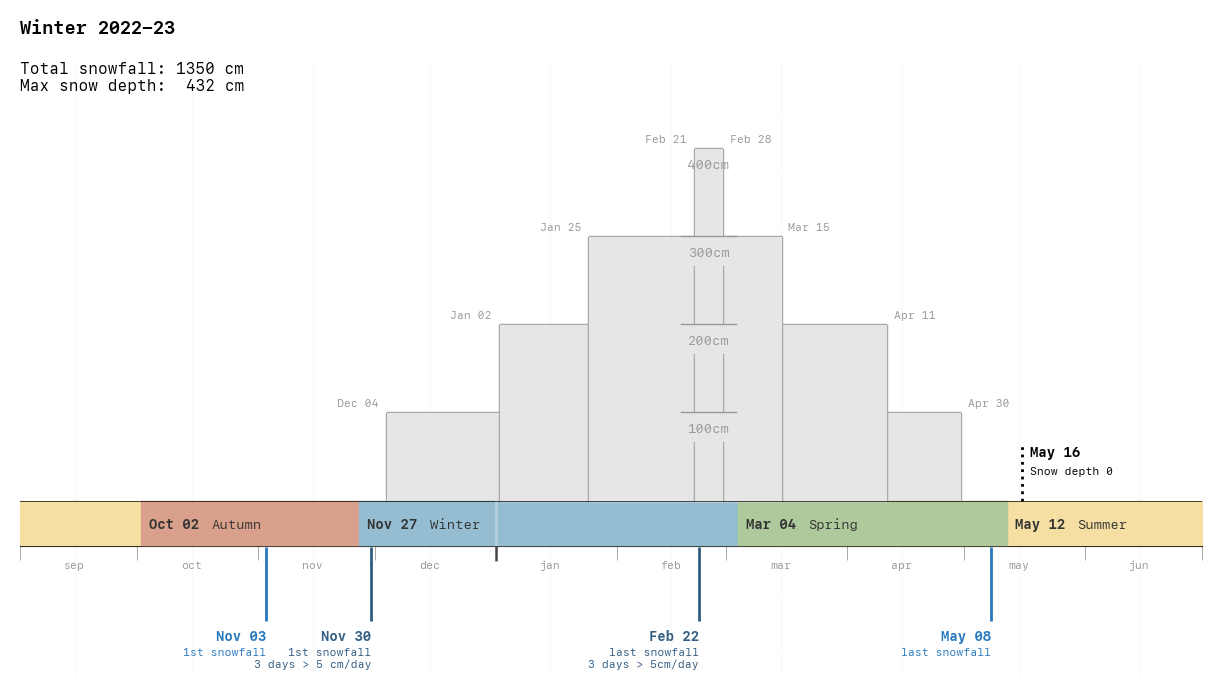 Winter 2022–23
Total snowfall: 1350 cm
Max snow depth:  432 cm
Feb 21
Feb 28
400cm
Jan 25
Mar 15
300cm
Jan 02
Apr 11
200cm
Dec 04
Apr 30
100cm
May 16
Snow depth 0
Oct 02 Autumn
Nov 27 Winter
Mar 04 Spring
May 12 Summer
sep
oct
nov
dec
jan
feb
mar
apr
may
jun
Nov 03
1st snowfall
Nov 30
1st snowfall
3 days > 5 cm/day
Feb 22
last snowfall
3 days > 5cm/day
May 08
last snowfall